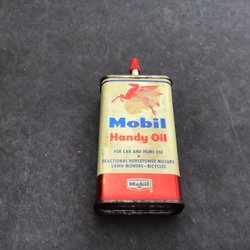 Mobil
Handy Oil
FOR CAR AND HOME USE
FRACTIONAL HORSEPOWER MOTORS
LAWN MOWERS-BICYCLES
Mobil